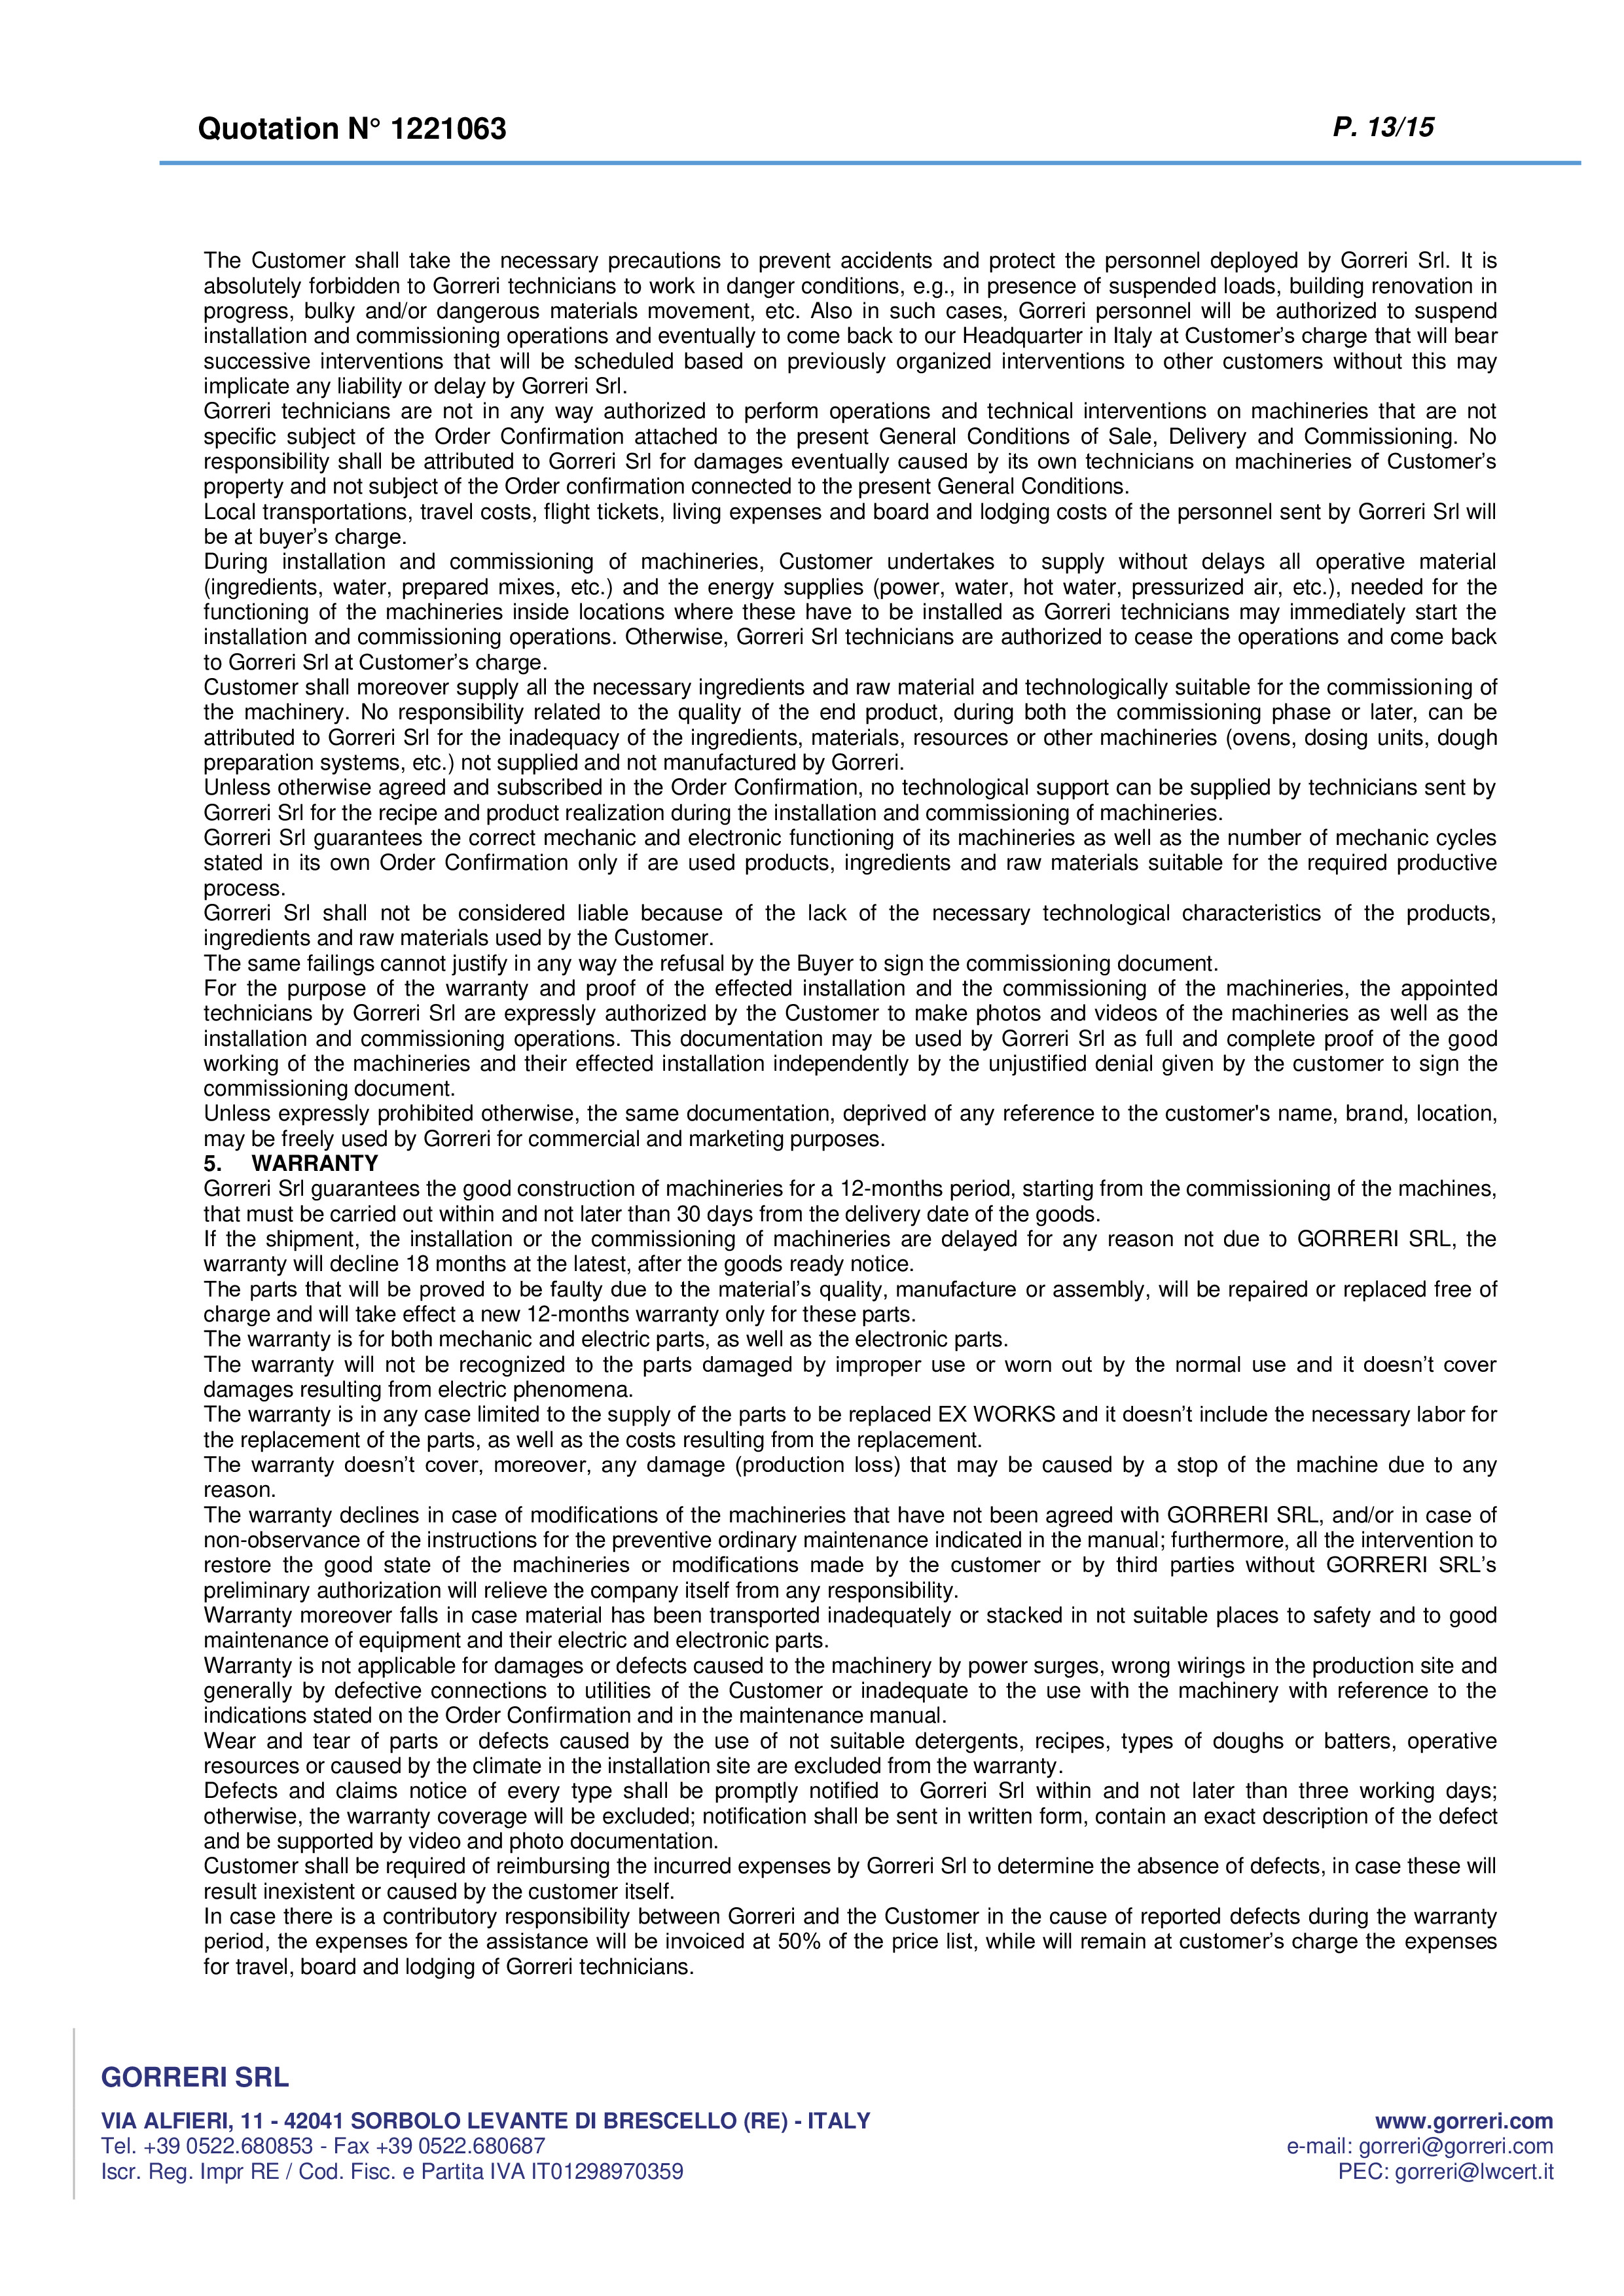 Quotation N° 1221063
P. 13/15
The Customer shall take the necessary precautions to prevent accidents and protect the personnel deployed by Gorreri Srl. It is
absolutely forbidden to Gorreri technicians to work in danger conditions, e.g., in presence of suspended loads, building renovation in
progress, bulky and/or dangerous materials movement, etc. Also in such cases, Gorreri personnel will be authorized to suspend
installation and commissioning operations and eventually to come back to our Headquarter in Italy at Customer’s charge that will bear
successive interventions that will be scheduled based on previously organized interventions to other customers without this may
implicate any liability or delay by Gorreri Srl.
Gorreri technicians are not in any way authorized to perform operations and technical interventions on machineries that are not
specific subject of the Order Confirmation attached to the present General Conditions of Sale, Delivery and Commissioning. No
responsibility shall be attributed to Gorreri Srl for damages eventually caused by its own technicians on machineries of Customer’s
property and not subject of the Order confirmation connected to the present General Conditions.
Local transportations, travel costs, flight tickets, living expenses and board and lodging costs of the personnel sent by Gorreri Srl will
be at buyer’s charge.
During installation and commissioning of machineries, Customer undertakes to supply without delays all operative material
(ingredients, water, prepared mixes, etc.) and the energy supplies (power, water, hot water, pressurized air, etc.), needed for the
functioning of the machineries inside locations where these have to be installed as Gorreri technicians may immediately start the
installation and commissioning operations. Otherwise, Gorreri Srl technicians are authorized to cease the operations and come back
to Gorreri Srl at Customer’s charge.
Customer shall moreover supply all the necessary ingredients and raw material and technologically suitable for the commissioning of
the machinery. No responsibility related to the quality of the end product, during both the commissioning phase or later, can be
attributed to Gorreri Srl for the inadequacy of the ingredients, materials, resources or other machineries (ovens, dosing units, dough
preparation systems, etc.) not supplied and not manufactured by Gorreri.
Unless otherwise agreed and subscribed in the Order Confirmation, no technological support can be supplied by technicians sent by
Gorreri Srl for the recipe and product realization during the installation and commissioning of machineries.
Gorreri Srl guarantees the correct mechanic and electronic functioning of its machineries as well as the number of mechanic cycles
stated in its own Order Confirmation only if are used products, ingredients and raw materials suitable for the required productive
process.
Gorreri Srl shall not be considered liable because of the lack of the necessary technological characteristics of the products,
ingredients and raw materials used by the Customer.
The same failings cannot justify in any way the refusal by the Buyer to sign the commissioning document.
For the purpose of the warranty and proof of the effected installation and the commissioning of the machineries, the appointed
technicians by Gorreri Srl are expressly authorized by the Customer to make photos and videos of the machineries as well as the
installation and commissioning operations. This documentation may be used by Gorreri Srl as full and complete proof of the good
working of the machineries and their effected installation independently by the unjustified denial given by the customer to sign the
commissioning document.
Unless expressly prohibited otherwise, the same documentation, deprived of any reference to the customer's name, brand, location,
may be freely used by Gorreri for commercial and marketing purposes.
5. WARRANTY
Gorreri Srl guarantees the good construction of machineries for a 12-months period, starting from the commissioning of the machines,
that must be carried out within and not later than 30 days from the delivery date of the goods.
If the shipment, the installation or the commissioning of machineries are delayed for any reason not due to GORRERI SRL, the
warranty will decline 18 months at the latest, after the goods ready notice.
The parts that will be proved to be faulty due to the material’s quality, manufacture or assembly, will be repaired or replaced free of
charge and will take effect a new 12-months warranty only for these parts.
The warranty is for both mechanic and electric parts, as well as the electronic parts.
The warranty will not be recognized to the parts damaged by improper use or worn out by the normal use and it doesn’t cover
damages resulting from electric phenomena.
The warranty is in any case limited to the supply of the parts to be replaced EX WORKS and it doesn’t include the necessary labor for
the replacement of the parts, as well as the costs resulting from the replacement.
The warranty doesn’t cover, moreover, any damage (production loss) that may be caused by a stop of the machine due to any
reason.
The warranty declines in case of modifications of the machineries that have not been agreed with GORRERI SRL, and/or in case of
non-observance of the instructions for the preventive ordinary maintenance indicated in the manual; furthermore, all the intervention to
restore the good state of the machineries or modifications made by the customer or by third parties without GORRERI SRL’s
preliminary authorization will relieve the company itself from any responsibility.
Warranty moreover falls in case material has been transported inadequately or stacked in not suitable places to safety and to good
maintenance of equipment and their electric and electronic parts.
Warranty is not applicable for damages or defects caused to the machinery by power surges, wrong wirings in the production site and
generally by defective connections to utilities of the Customer or inadequate to the use with the machinery with reference to the
indications stated on the Order Confirmation and in the maintenance manual.
Wear and tear of parts or defects caused by the use of not suitable detergents, recipes, types of doughs or batters, operative
resources or caused by the climate in the installation site are excluded from the warranty.
Defects and claims notice of every type shall be promptly notified to Gorreri Srl within and not later than three working days;
otherwise, the warranty coverage will be excluded; notification shall be sent in written form, contain an exact description of the defect
and be supported by video and photo documentation.
Customer shall be required of reimbursing the incurred expenses by Gorreri Srl to determine the absence of defects, in case these will
result inexistent or caused by the customer itself.
In case there is a contributory responsibility between Gorreri and the Customer in the cause of reported defects during the warranty
period, the expenses for the assistance will be invoiced at 50% of the price list, while will remain at customer’s charge the expenses
for travel, board and lodging of Gorreri technicians.
GORRERI SRL
VIA ALFIERI, 11 - 42041 SORBOLO LEVANTE DI BRESCELLO (RE) - ITALY
Tel. +39 0522.680853 - Fax +39 0522.680687
Iscr. Reg. Impr RE / Cod. Fisc. e Partita IVA IT01298970359
www.gorreri.com
e-mail: gorreri@gorreri.com
PEC: gorreri@lwcert.it